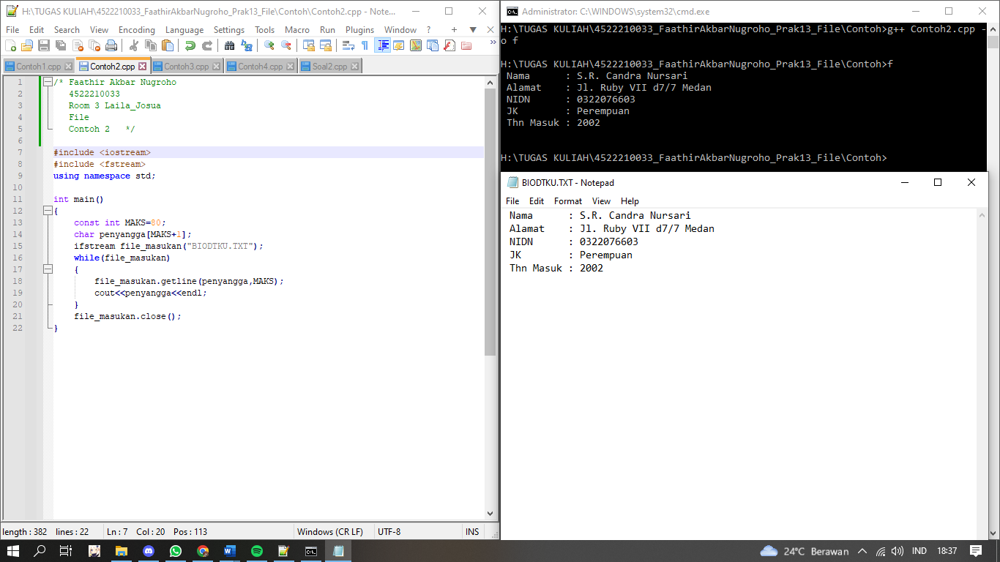 H:\TUGAS KULIAH\4522210033_FaathirAkbarNugroho_Prak13_File\Contoh\Contoh2.cpp - Note...
File Edit Search View Encoding Language Settings Tools Macro Run Plugins Window ? + ▼ X
Contoh1.cpp Contoh2.cpp Contoh3.cpp Contoh4.cpp Soal2.cpp
1 /* Faathir Akbar Nugroho
2 4522210033
3 Room 3 Laila_Josua
4 File
5 Contoh 2 */
6
7 #include <iostream>
8 #include <fstream>
9 using namespace std;
10
11 int main()
12 {
13 const int MAKS=80;
14 char penyangga[MAKS+1];
15 ifstream file_masukan("BIODTKU.TXT");
16 while(file_masukan)
17 {
18 file_masukan.getline(penyangga,MAKS);
19 cout<<penyangga<<endl;
20 }
21 file_masukan.close();
22 }
length : 382 lines : 22 Ln : 7 Col : 20 Pos : 113 Windows (CR LF) UTF-8 INS
Administrator: C:\WINDOWS\system32\cmd.exe
H:\TUGAS KULIAH\4522210033_FaathirAkbarNugroho_Prak13_File\Contoh>g++ Contoh2.cpp -
o f
H:\TUGAS KULIAH\4522210033_FaathirAkbarNugroho_Prak13_File\Contoh>f
Nama : S.R. Candra Nursari
Alamat : Jl. Ruby VII d7/7 Medan
NIDN : 0322076603
JK : Perempuan
Thn Masuk : 2002
H:\TUGAS KULIAH\4522210033_FaathirAkbarNugroho_Prak13_File\Contoh>
BIODTKU.TXT - Notepad
File Edit Format View Help
Nama : S.R. Candra Nursari
Alamat : Jl. Ruby VII d7/7 Medan
NIDN : 0322076603
JK : Perempuan
Thn Masuk : 2002
24°C Berawan IND 18:37